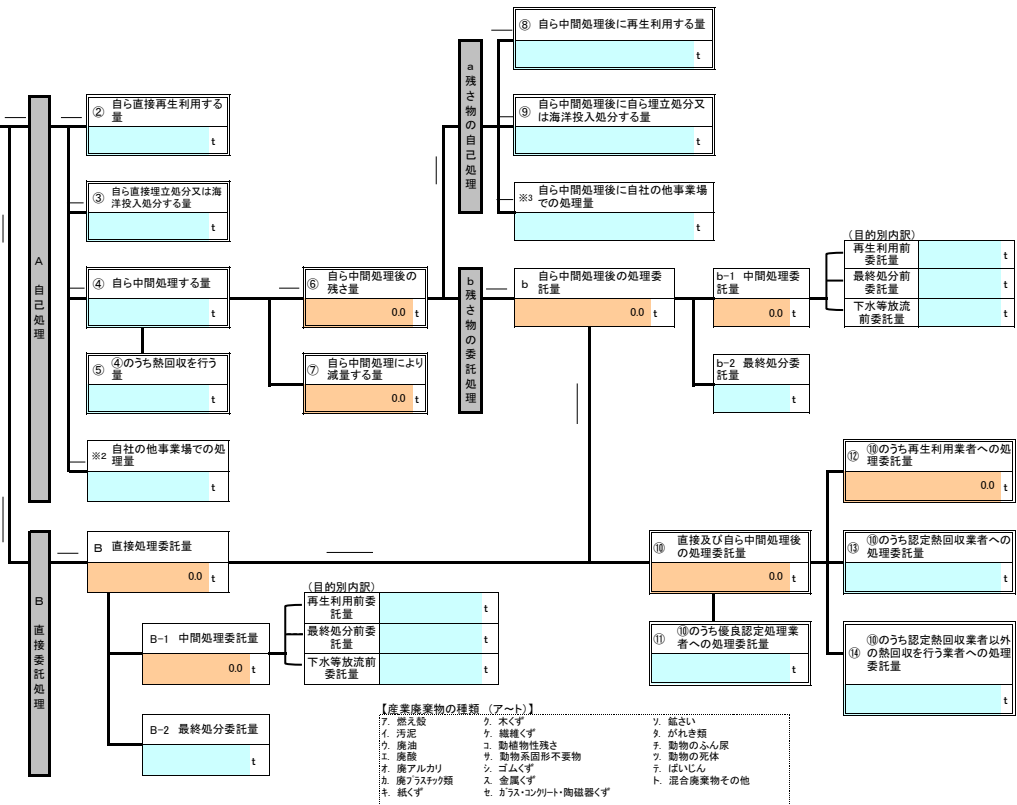 ⑧ 自ら中間処理後に再生利用する量
t
a 残さ物の自己処理
② 自ら直接再生利用する
量
t
⑨ 自ら中間処理後に自ら埋立処分又
は海洋投入処分する量
t
③ 自ら直接埋立処分又は海
洋投入処分する量
t
※3 自ら中間処理後に自社の他事業場
での処理量
t
A 自己処理
④ 自ら中間処理する量
t
⑥ 自ら中間処理後の
残さ量
0.0 t
b 残さ物の委託処理
b 自ら中間処理後の処理委
託量
0.0 t
b-1 中間処理委
託量
0.0 t
(目的別内訳)
再生利用前
委託量
t
最終処分前
委託量
t
下水等放流
前委託量
t
⑤ ④のうち熱回収を行う
量
t
⑦ 自ら中間処理により
減量する量
0.0 t
b-2 最終処分委
託量
t
※2 自社の他事業場での処
理量
t
⑫ ⑩のうち再生利用業者への処
理委託量
0.0 t
B 直接委託処理
B 直接処理委託量
0.0 t
⑩ 直接及び自ら中間処理後
の処理委託量
0.0 t
⑬ ⑩のうち認定熱回収業者への
処理委託量
t
B-1 中間処理委託量
0.0 t
(目的別内訳)
再生利用前委
託量
t
最終処分前委
託量
t
下水等放流前
委託量
t
⑪ ⑩のうち優良認定処理業
者への処理委託量
t
⑭ ⑩のうち認定熱回収業者以外
の熱回収を行う業者への処理
委託量
t
B-2 最終処分委託量
t
【産業廃棄物の種類 (ア~ト)】
ア. 燃え殻 ク. 木くず ソ. 鉱さい
イ. 汚泥 ケ. 繊維くず タ. がれき類
ウ. 廃油 コ. 動植物性残さ チ. 動物のふん尿
エ. 廃酸 サ. 動物系固形不要物 ツ. 動物の死体
オ. 廃アルカリ シ. ゴムくず テ. ばいじん
カ. 廃プラスチック類 ス. 金属くず ト. 混合廃棄物その他
キ. 紙くず セ. ガラス・コンクリート・陶磁器くず